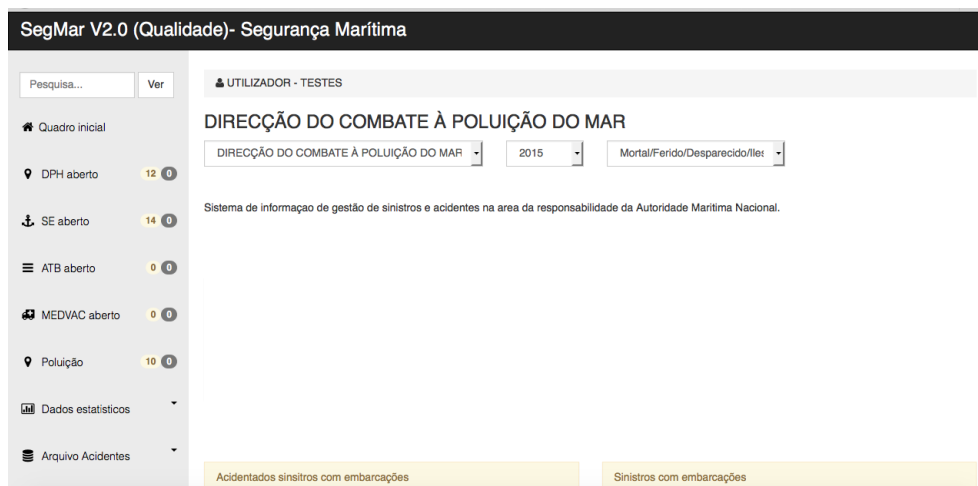 SegMar V2.0 (Qualidade)- Segurança Marítima
Pesquisa... Ver
UTILIZADOR - TESTES
Quadro inicial
DIRECÇÃO DO COMBATE À POLUIÇÃO DO MAR
DIRECÇÃO DO COMBATE À POLUIÇÃO DO MAR 2015 Mortal/Ferido/Desparecido/Iles
DPH aberto 12 0
Sistema de informaçao de gestão de sinistros e acidentes na area da responsabilidade da Autoridade Maritima Nacional.
SE aberto 14 0
ATB aberto 0 0
MEDVAC aberto 0 0
Poluição 10 0
Dados estatisticos
Arquivo Acidentes
Acidentados sinsitros com embarcações
Sinistros com embarcações